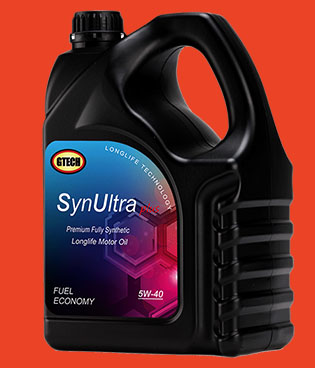 LONGLIFE TECHNOLOGY
GTECH
SynUltra
Premium Fully Synthetic
Longlife Motor Oil
FUEL
ECONOMY
5W-40